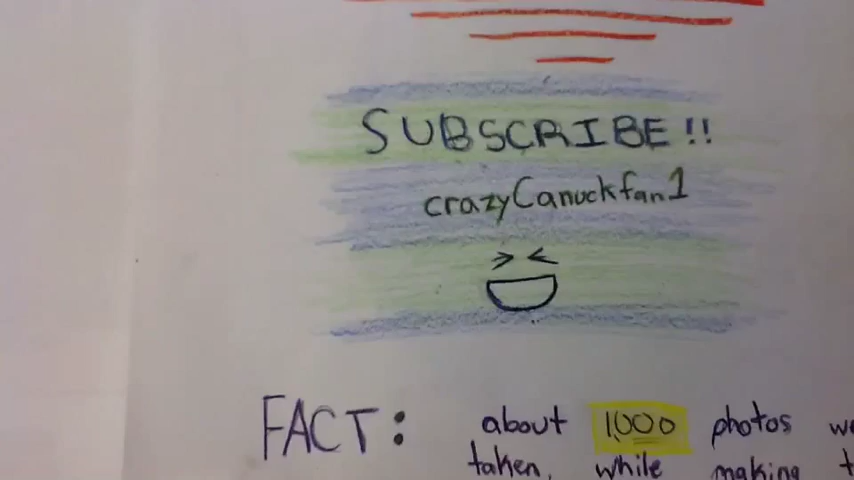 SUBSCRIBE!!
crazyCanuckfan1
FACT: about 1,000 photos
taken, while making